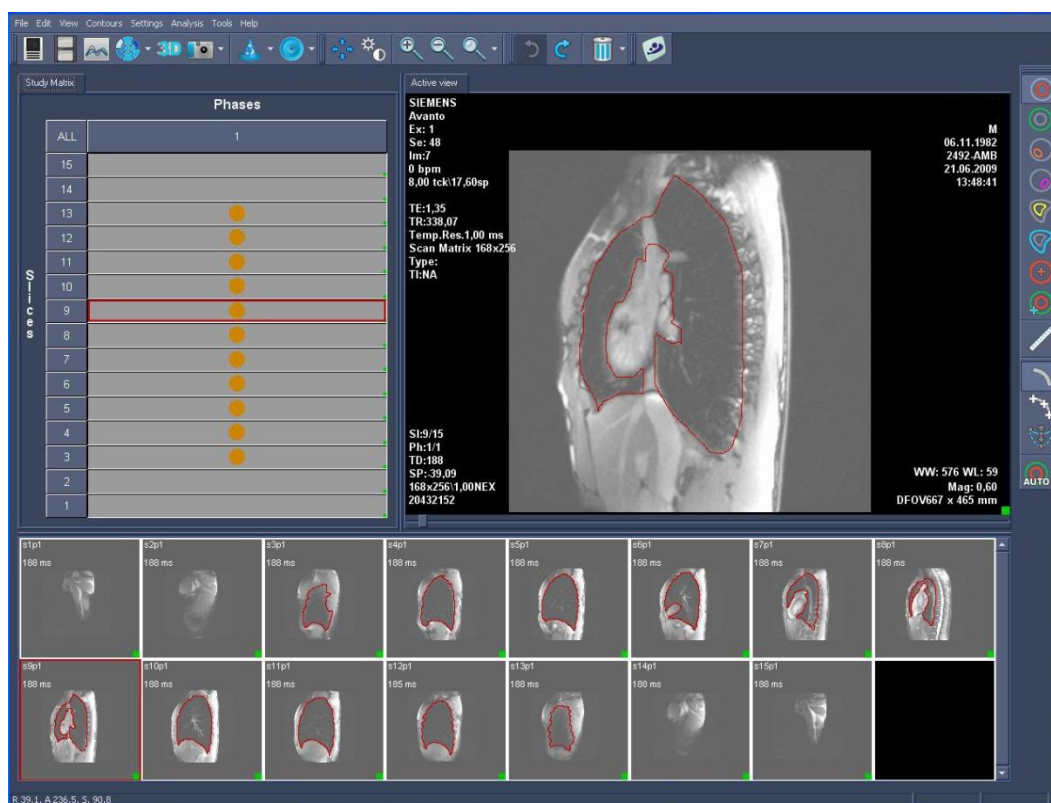 File Edit View Contours Settings Analysis Tools Help
3D
Study Matrix
Phases
ALL 1
15
14
13
12
11
10
9
8
7
6
5
4
3
2
1
Slices
Active view
SIEMENS
Avanto
Ex: 1
Se: 48
Im:7
0 bpm
8,00 tck\17,60sp
TE:1,35
TR:338,07
Temp.Res.1,00 ms
Scan Matrix 168x256
Type:
TI:NA
M
06.11.1982
2492-AMB
21.06.2009
13:48:41
Sl:9/15
Ph:1/1
TD:188
SP:-39,09
168x256\1,00NEX
20432152
WW: 576 WL: 59
Mag: 0,60
DFOV667 x 465 mm
AUTO
s1p1 s2p1 s3p1 s4p1 s5p1 s6p1 s7p1 s8p1
188 ms 188 ms 188 ms 188 ms 188 ms 188 ms 188 ms 188 ms
s9p1 s10p1 s11p1 s12p1 s13p1 s14p1 s15p1
188 ms 188 ms 188 ms 185 ms 188 ms 188 ms 188 ms
R 39.1, A 236.5, S, 90.8